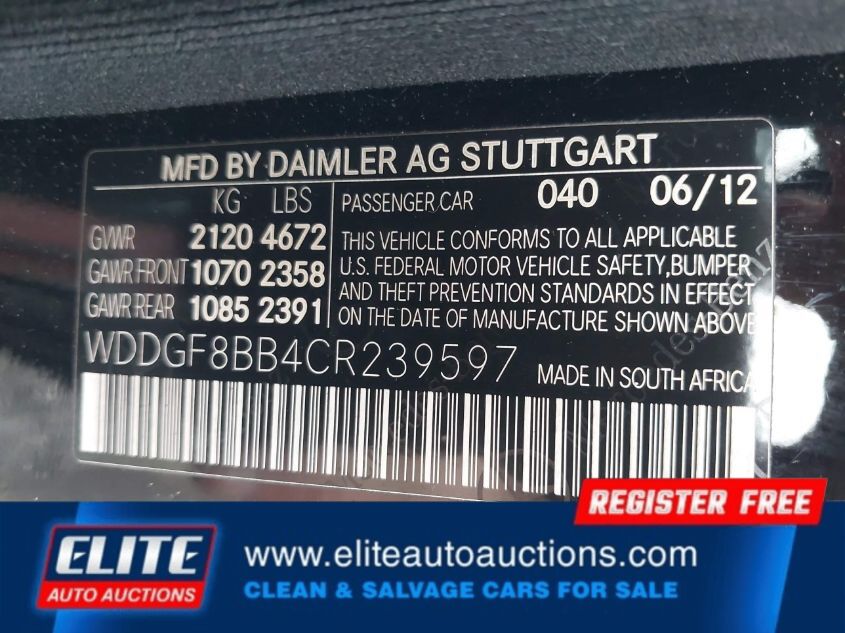 MFD BY DAIMLER AG STUTTGART
KG LBS
GVWR 2120 4672
GAWR FRONT 1070 2358
GAWR REAR 1085 2391
PASSENGER CAR 040 06/12
THIS VEHICLE CONFORMS TO ALL APPLICABLE
U.S. FEDERAL MOTOR VEHICLE SAFETY,BUMPER
AND THEFT PREVENTION STANDARDS IN EFFECT
ON THE DATE OF MANUFACTURE SHOWN ABOVE
WDDGF8BB4CR239597
MADE IN SOUTH AFRICA
REGISTER FREE
ELITE
AUTO AUCTIONS
www.eliteautoauctions.com
CLEAN & SALVAGE CARS FOR SALE